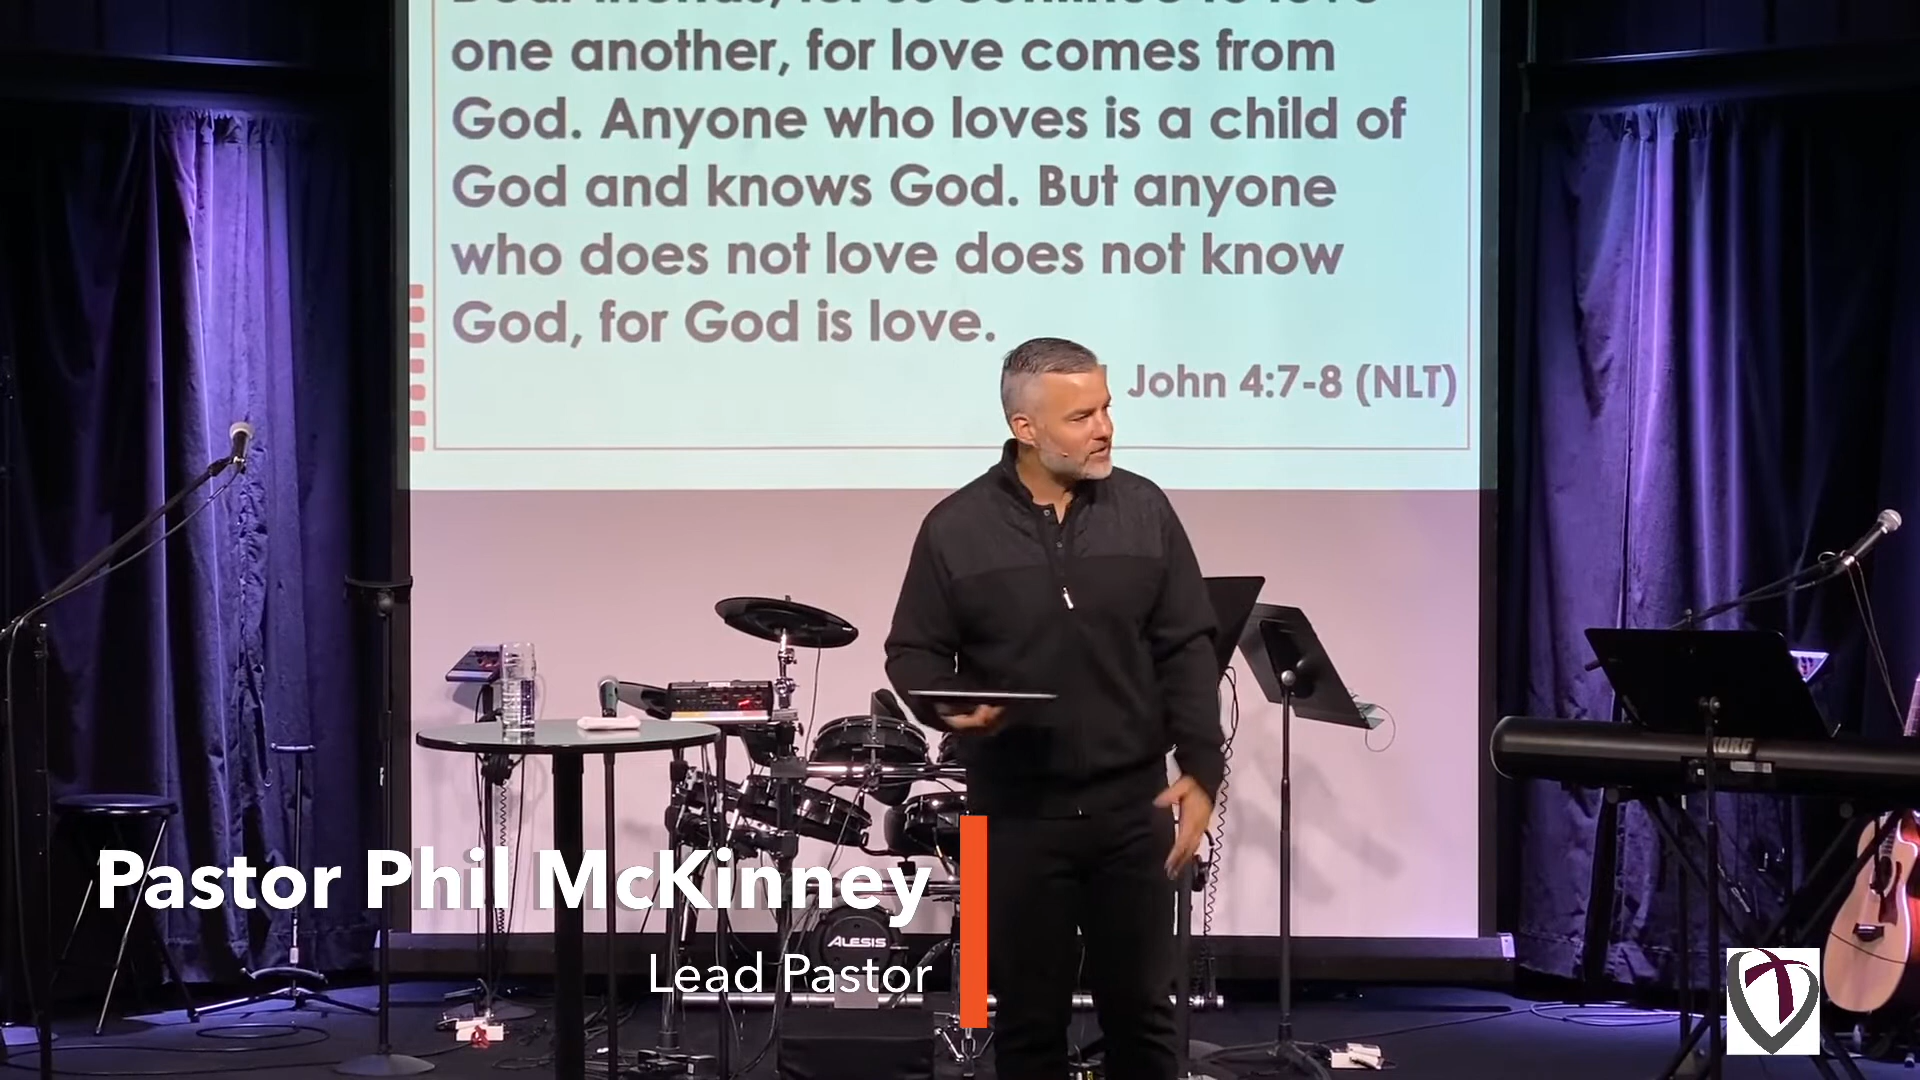 one another, for love comes from
God. Anyone who loves is a child of
God and knows God. But anyone
who does not love does not know
God, for God is love.
John 4:7-8 (NLT)
KORG
Pastor Phil McKinney
ALESIS
Lead Pastor